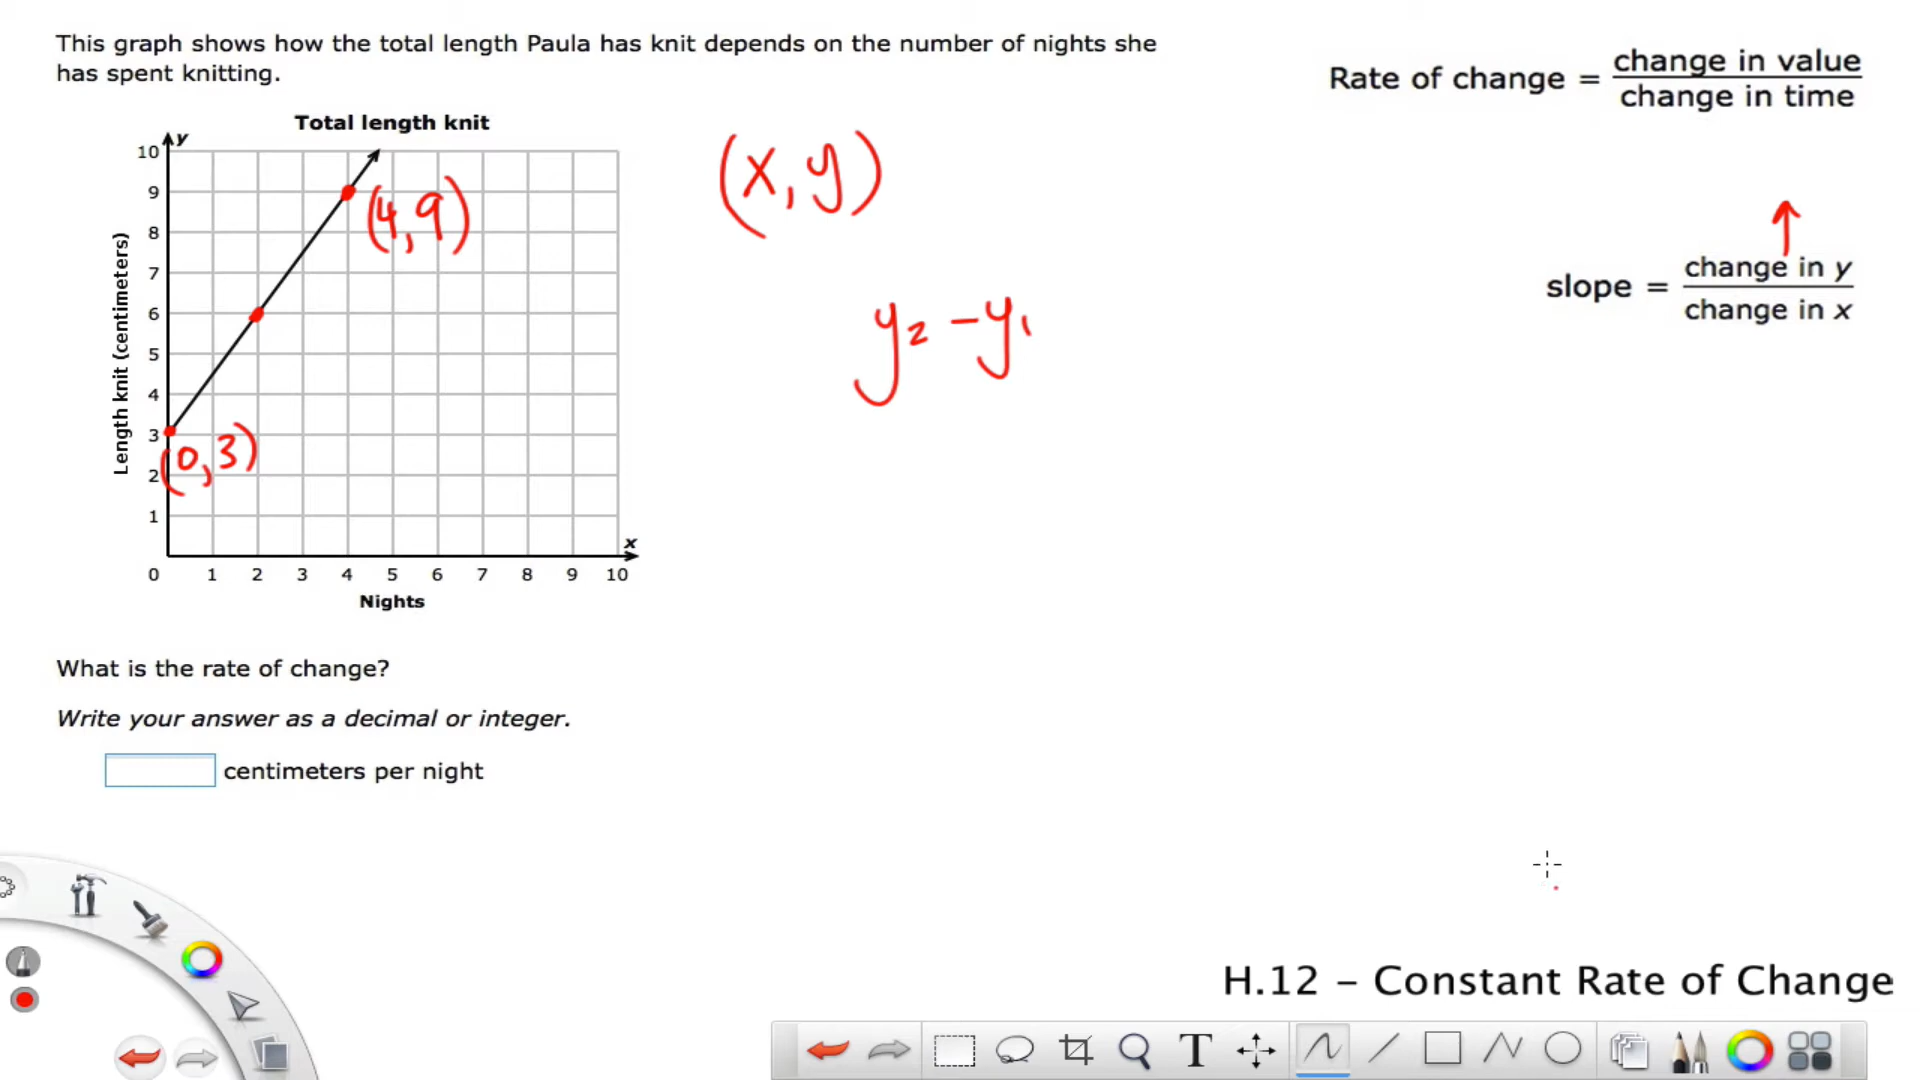 This graph shows how the total length Paula has knit depends on the number of nights she
has spent knitting.
Rate of change = change in value
change in time
Total length knit
y
10
9
8
7
6
5
4
3
2
1
Length knit (centimeters)
(4,9)
(0,3)
x
0 1 2 3 4 5 6 7 8 9 10
Nights
(x,y)
y₂ - y₁
slope = change in y
change in x
What is the rate of change?
Write your answer as a decimal or integer.
centimeters per night
H.12 – Constant Rate of Change
T